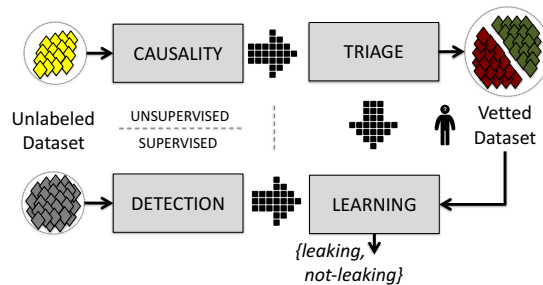 CAUSALITY
TRIAGE
Unlabeled
Dataset
UNSUPERVISED
SUPERVISED
?
Vetted
Dataset
DETECTION
LEARNING
{leaking,
not-leaking}